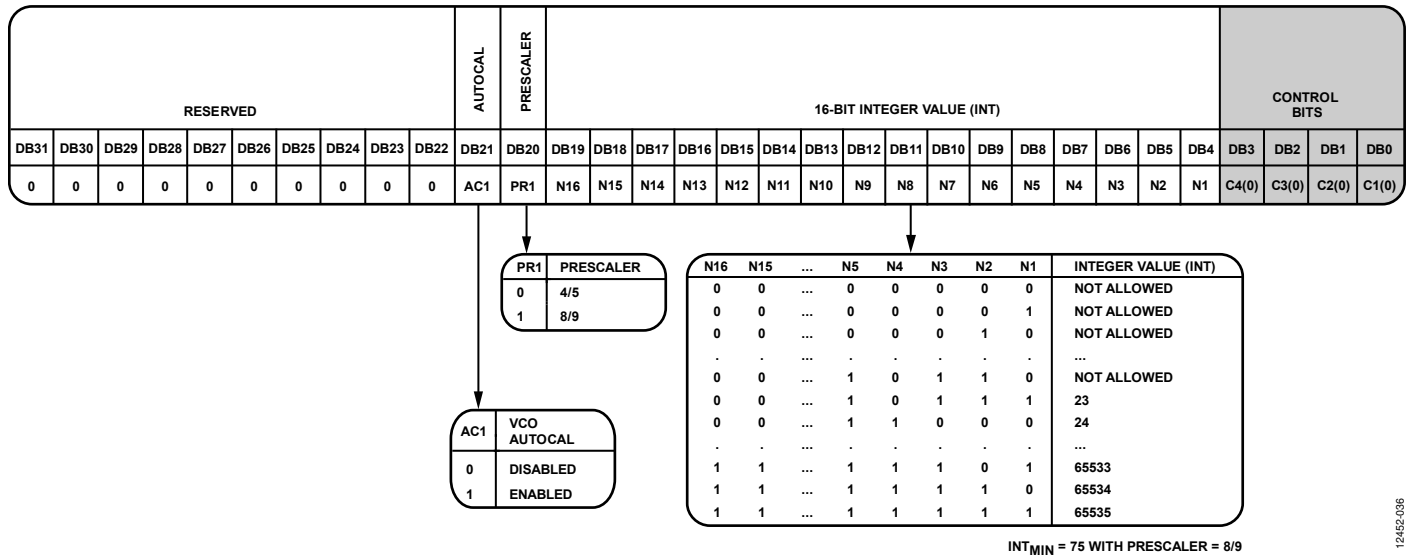 RESERVED
AUTOCAL
PRESCALER
16-BIT INTEGER VALUE (INT)
CONTROL
BITS
DB31 DB30 DB29 DB28 DB27 DB26 DB25 DB24 DB23 DB22 DB21 DB20 DB19 DB18 DB17 DB16 DB15 DB14 DB13 DB12 DB11 DB10 DB9 DB8 DB7 DB6 DB5 DB4 DB3 DB2 DB1 DB0
0 0 0 0 0 0 0 0 0 0 AC1 PR1 N16 N15 N14 N13 N12 N11 N10 N9 N8 N7 N6 N5 N4 N3 N2 N1 C4(0) C3(0) C2(0) C1(0)
PR1 PRESCALER
0 4/5
1 8/9
AC1 VCO
AUTOCAL
0 DISABLED
1 ENABLED
N16 N15 ... N5 N4 N3 N2 N1 INTEGER VALUE (INT)
0 0 ... 0 0 0 0 0 NOT ALLOWED
0 0 ... 0 0 0 0 1 NOT ALLOWED
0 0 ... 0 0 0 1 0 NOT ALLOWED
. . ... . . . . . ...
0 0 ... 1 0 1 1 0 NOT ALLOWED
0 0 ... 1 0 1 1 1 23
0 0 ... 1 1 0 0 0 24
. . ... . . . . . ...
1 1 ... 1 1 1 0 1 65533
1 1 ... 1 1 1 1 0 65534
1 1 ... 1 1 1 1 1 65535
INTMIN = 75 WITH PRESCALER = 8/9
12452-036